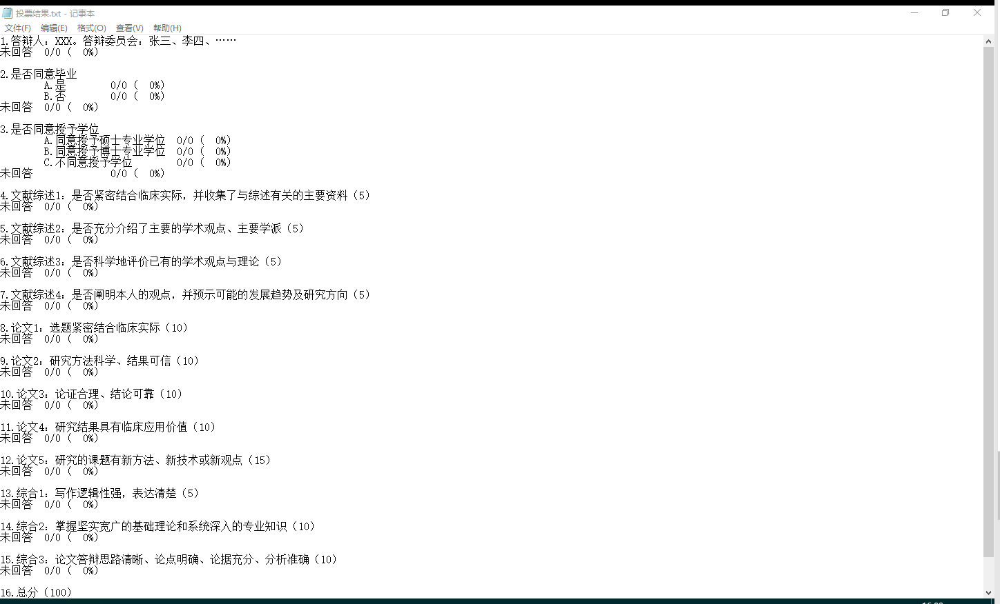 投票结果.txt - 记事本
文件(F) 编辑(E) 格式(O) 查看(V) 帮助(H)
1.答辩人：XXX。答辩委员会：张三、李四、……
未回答 0/0 ( 0%)
2.是否同意毕业
A.是 0/0 ( 0%)
B.否 0/0 ( 0%)
未回答 0/0 ( 0%)
3.是否同意授予学位
A.同意授予硕士专业学位 0/0 ( 0%)
B.同意授予博士专业学位 0/0 ( 0%)
C.不同意授予学位 0/0 ( 0%)
未回答 0/0 ( 0%)
4.文献综述1：是否紧密结合临床实际，并收集了与综述有关的主要资料（5）
未回答 0/0 ( 0%)
5.文献综述2：是否充分介绍了主要的学术观点、主要学派（5）
未回答 0/0 ( 0%)
6.文献综述3：是否科学地评价已有的学术观点与理论（5）
未回答 0/0 ( 0%)
7.文献综述4：是否阐明本人的观点，并预示可能的发展趋势及研究方向（5）
未回答 0/0 ( 0%)
8.论文1：选题紧密结合临床实际（10）
未回答 0/0 ( 0%)
9.论文2：研究方法科学、结果可信（10）
未回答 0/0 ( 0%)
10.论文3：论证合理、结论可靠（10）
未回答 0/0 ( 0%)
11.论文4：研究结果具有临床应用价值（10）
未回答 0/0 ( 0%)
12.论文5：研究的课题有新方法、新技术或新观点（15）
未回答 0/0 ( 0%)
13.综合1：写作逻辑性强，表达清楚（5）
未回答 0/0 ( 0%)
14.综合2：掌握坚实宽广的基础理论和系统深入的专业知识（10）
未回答 0/0 ( 0%)
15.综合3：论文答辩思路清晰、论点明确、论据充分、分析准确（10）
未回答 0/0 ( 0%)
16.总分（100）